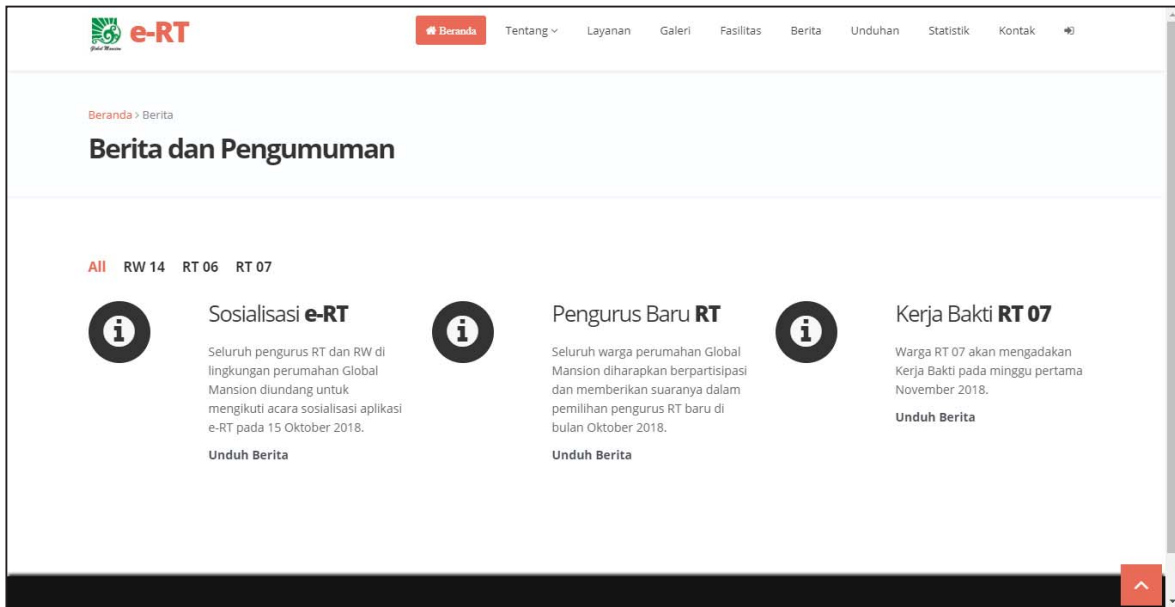 Global Mansion
e-RT
Beranda Tentang Layanan Galeri Fasilitas Berita Unduhan Statistik Kontak
Beranda > Berita
Berita dan Pengumuman
All RW 14 RT 06 RT 07
Sosialisasi e-RT
Seluruh pengurus RT dan RW di
lingkungan perumahan Global
Mansion diundang untuk
mengikuti acara sosialisasi aplikasi
e-RT pada 15 Oktober 2018.
Unduh Berita
Pengurus Baru RT
Seluruh warga perumahan Global
Mansion diharapkan berpartisipasi
dan memberikan suaranya dalam
pemilihan pengurus RT baru di
bulan Oktober 2018.
Unduh Berita
Kerja Bakti RT 07
Warga RT 07 akan mengadakan
Kerja Bakti pada minggu pertama
November 2018.
Unduh Berita